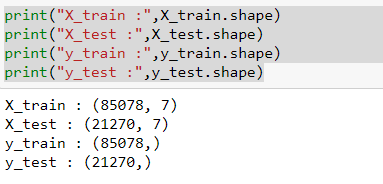 print("X_train :",X_train.shape)
print("X_test :",X_test.shape)
print("y_train :",y_train.shape)
print("y_test :",y_test.shape)
X_train : (85078, 7)
X_test : (21270, 7)
y_train : (85078,)
y_test : (21270,)